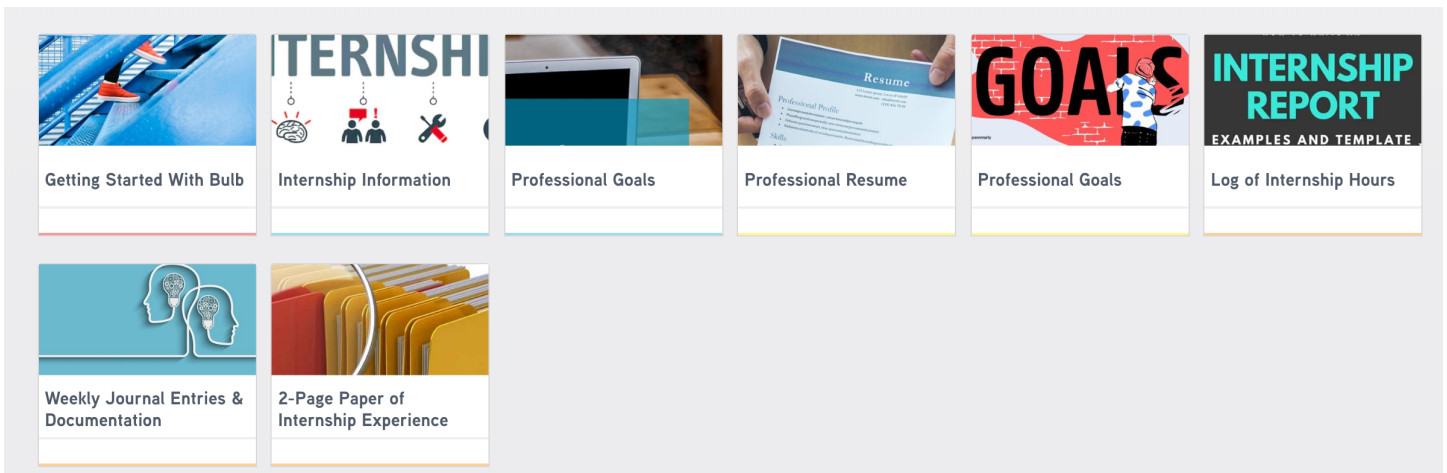 TERNSHI
Resume
Professional Profile
Skills
GOALS
INTERNSHIP
REPORT
EXAMPLES AND TEMPLATE
Getting Started With Bulb
Internship Information
Professional Goals
Professional Resume
Professional Goals
Log of Internship Hours
Weekly Journal Entries &
Documentation
2-Page Paper of
Internship Experience